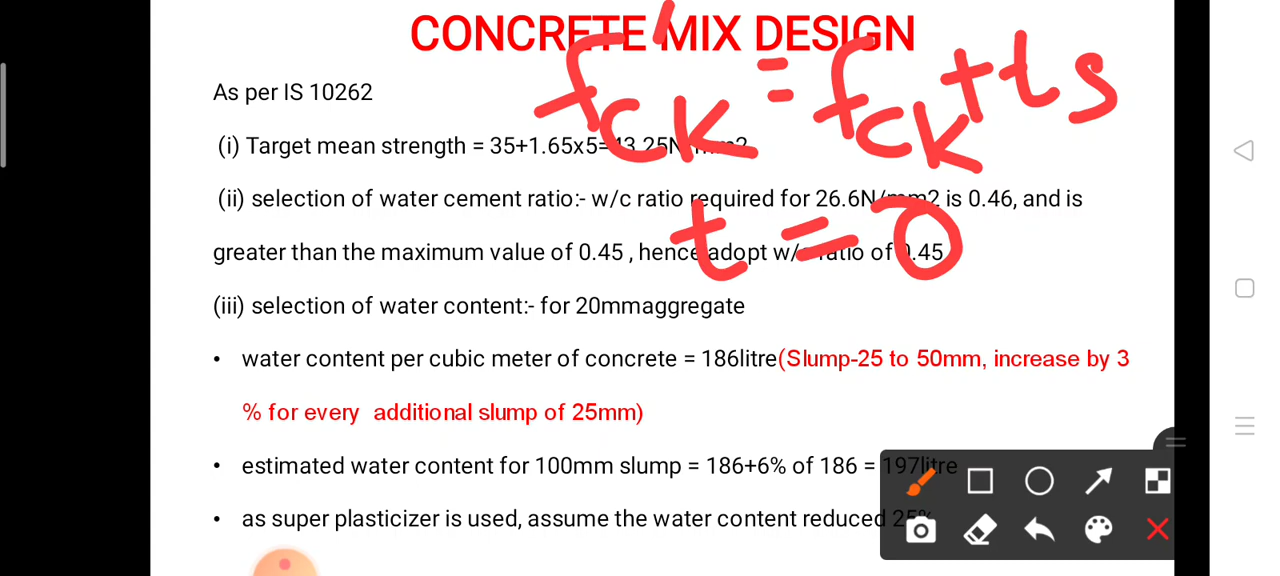 CONCRETE MIX DESIGN
f'ck = fck + ts
As per IS 10262
(i) Target mean strength = 35+1.65x5=43.25N/mm2
(ii) selection of water cement ratio:- w/c ratio required for 26.6N/mm2 is 0.46, and is
t = 0
greater than the maximum value of 0.45 , hence adopt w/c ratio of 0.45
(iii) selection of water content:- for 20mmaggregate
• water content per cubic meter of concrete = 186litre(Slump-25 to 50mm, increase by 3
% for every additional slump of 25mm)
• estimated water content for 100mm slump = 186+6% of 186 = 197litre
• as super plasticizer is used, assume the water content reduced 25%